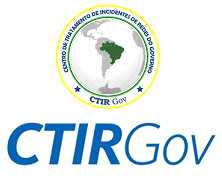 CENTRO DE TRATAMENTO DE INCIDENTES DE REDES DO GOVERNO
CTIR Gov
CTIRGov